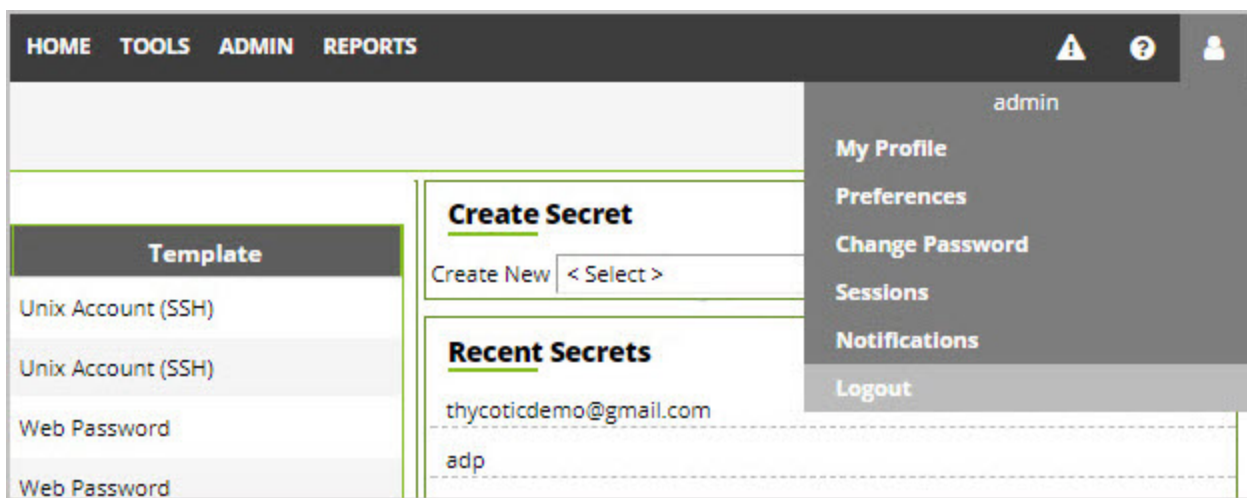 HOME TOOLS ADMIN REPORTS
admin
My Profile
Preferences
Change Password
Sessions
Notifications
Logout
Template
Unix Account (SSH)
Unix Account (SSH)
Web Password
Web Password
Create Secret
Create New < Select >
Recent Secrets
thycoticdemo@gmail.com
adp